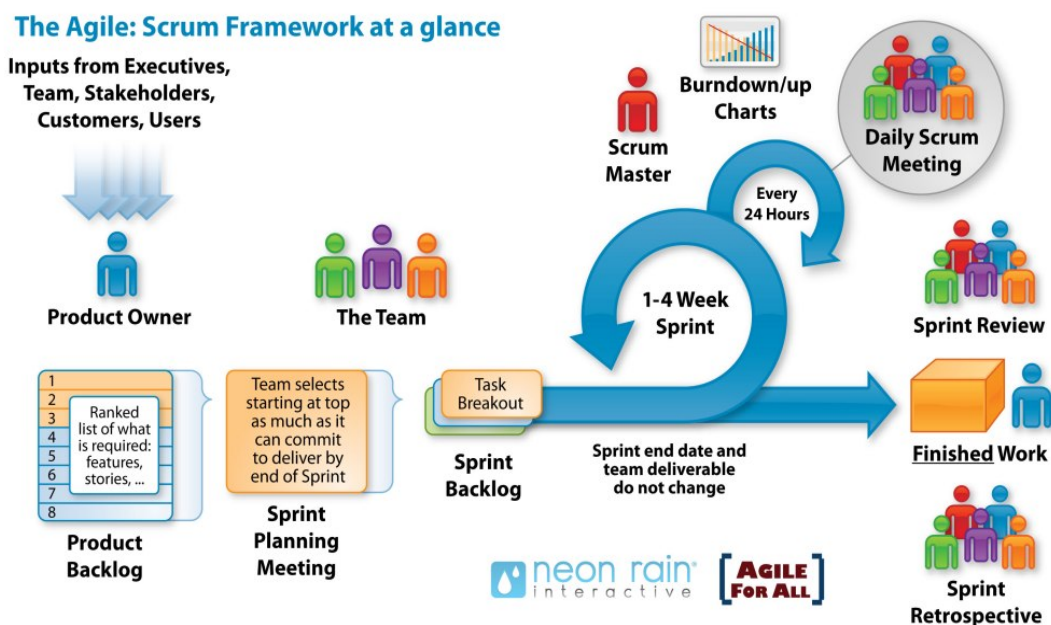 The Agile: Scrum Framework at a glance
Inputs from Executives,
Team, Stakeholders,
Customers, Users
Product Owner
The Team
1
2
3
4
5
6
7
8
Ranked
list of what
is required:
features,
stories, ...
Product
Backlog
Team selects
starting at top
as much as it
can commit
to deliver by
end of Sprint
Sprint
Planning
Meeting
Task
Breakout
Sprint
Backlog
Scrum
Master
Burndown/up
Charts
Every
24 Hours
Daily Scrum
Meeting
1-4 Week
Sprint
Sprint end date and
team deliverable
do not change
Sprint Review
Finished Work
Sprint
Retrospective
neon rain®
interactive
AGILE
FOR ALL